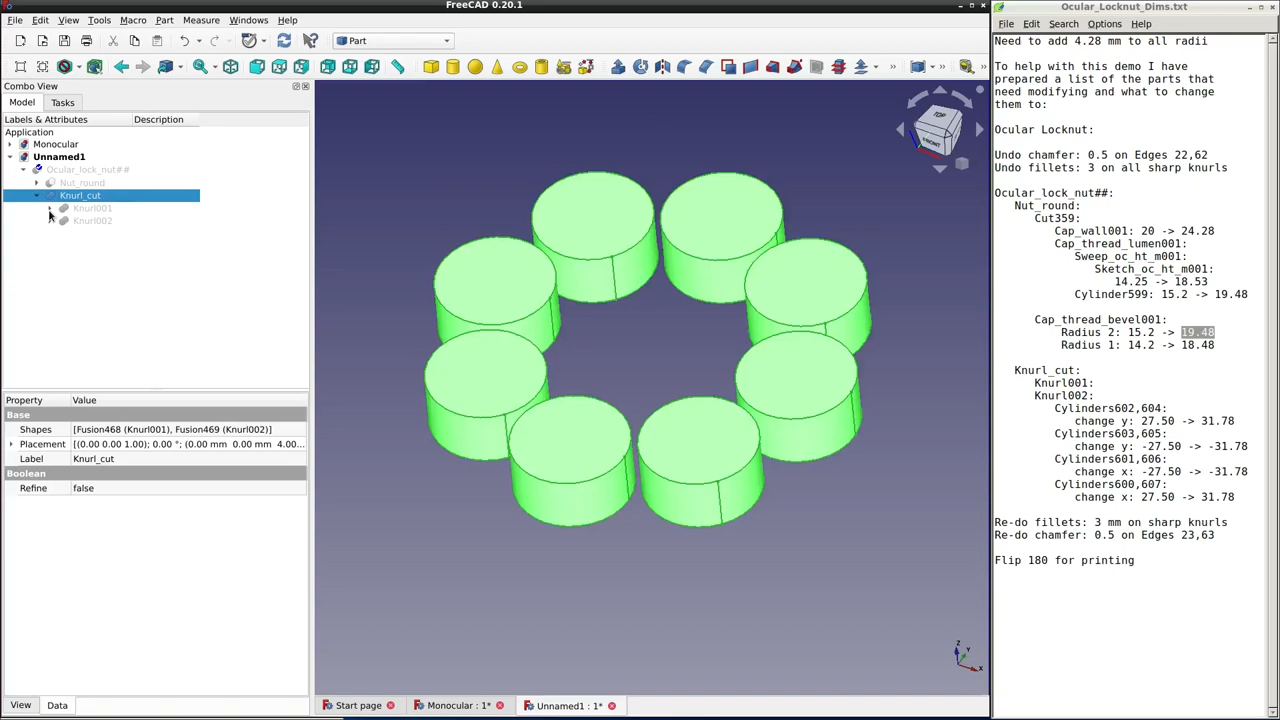 FreeCAD 0.20.1
File Edit View Tools Macro Part Measure Windows Help
Part
Combo View
Model Tasks
Labels & Attributes Description
Application
Monocular
Unnamed1
Ocular_lock_nut##
Nut_round
Knurl_cut
Knurl001
Knurl002
Property Value
Base
Shapes [Fusion468 (Knurl001), Fusion469 (Knurl002)]
Placement [(0.00 0.00 1.00); 0.00 °; (0.00 mm 0.00 mm 4.00...
Label Knurl_cut
Boolean
Refine false
View Data
TOP
FRONT
Z
Y
X
Start page
Monocular : 1*
Unnamed1 : 1*
Ocular_Locknut_Dims.txt
File Edit Search Options Help
Need to add 4.28 mm to all radii
To help with this demo I have
prepared a list of the parts that
need modifying and what to change
them to:
Ocular Locknut:
Undo chamfer: 0.5 on Edges 22,62
Undo fillets: 3 on all sharp knurls
Ocular_lock_nut##:
Nut_round:
Cut359:
Cap_wall001: 20 -> 24.28
Cap_thread_lumen001:
Sweep_oc_ht_m001:
Sketch_oc_ht_m001:
14.25 -> 18.53
Cylinder599: 15.2 -> 19.48
Cap_thread_bevel001:
Radius 2: 15.2 -> 19.48
Radius 1: 14.2 -> 18.48
Knurl_cut:
Knurl001:
Knurl002:
Cylinders602,604:
change y: 27.50 -> 31.78
Cylinders603,605:
change y: -27.50 -> -31.78
Cylinders601,606:
change x: -27.50 -> -31.78
Cylinders600,607:
change x: 27.50 -> 31.78
Re-do fillets: 3 mm on sharp knurls
Re-do chamfer: 0.5 on Edges 23,63
Flip 180 for printing